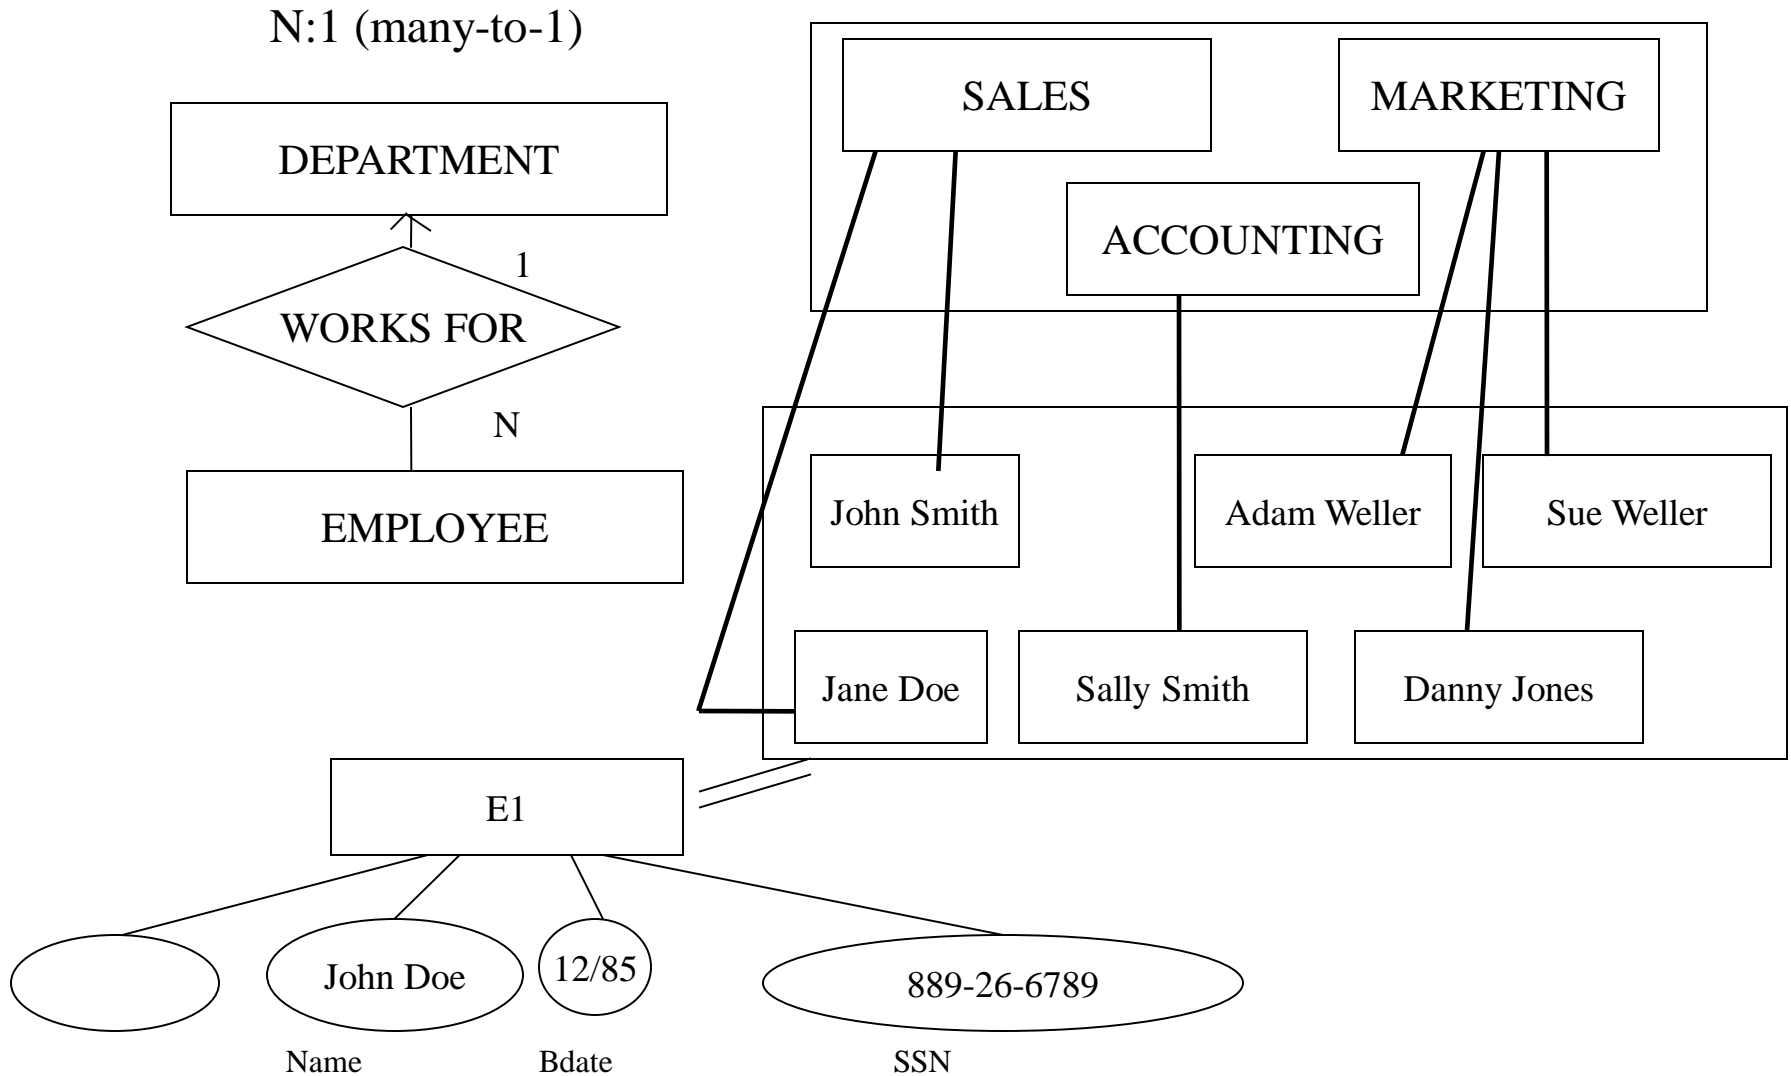 N:1 (many-to-1)
DEPARTMENT
1
WORKS FOR
N
EMPLOYEE
SALES
MARKETING
ACCOUNTING
John Smith
Adam Weller
Sue Weller
Jane Doe
Sally Smith
Danny Jones
E1
John Doe
12/85
889-26-6789
Name
Bdate
SSN